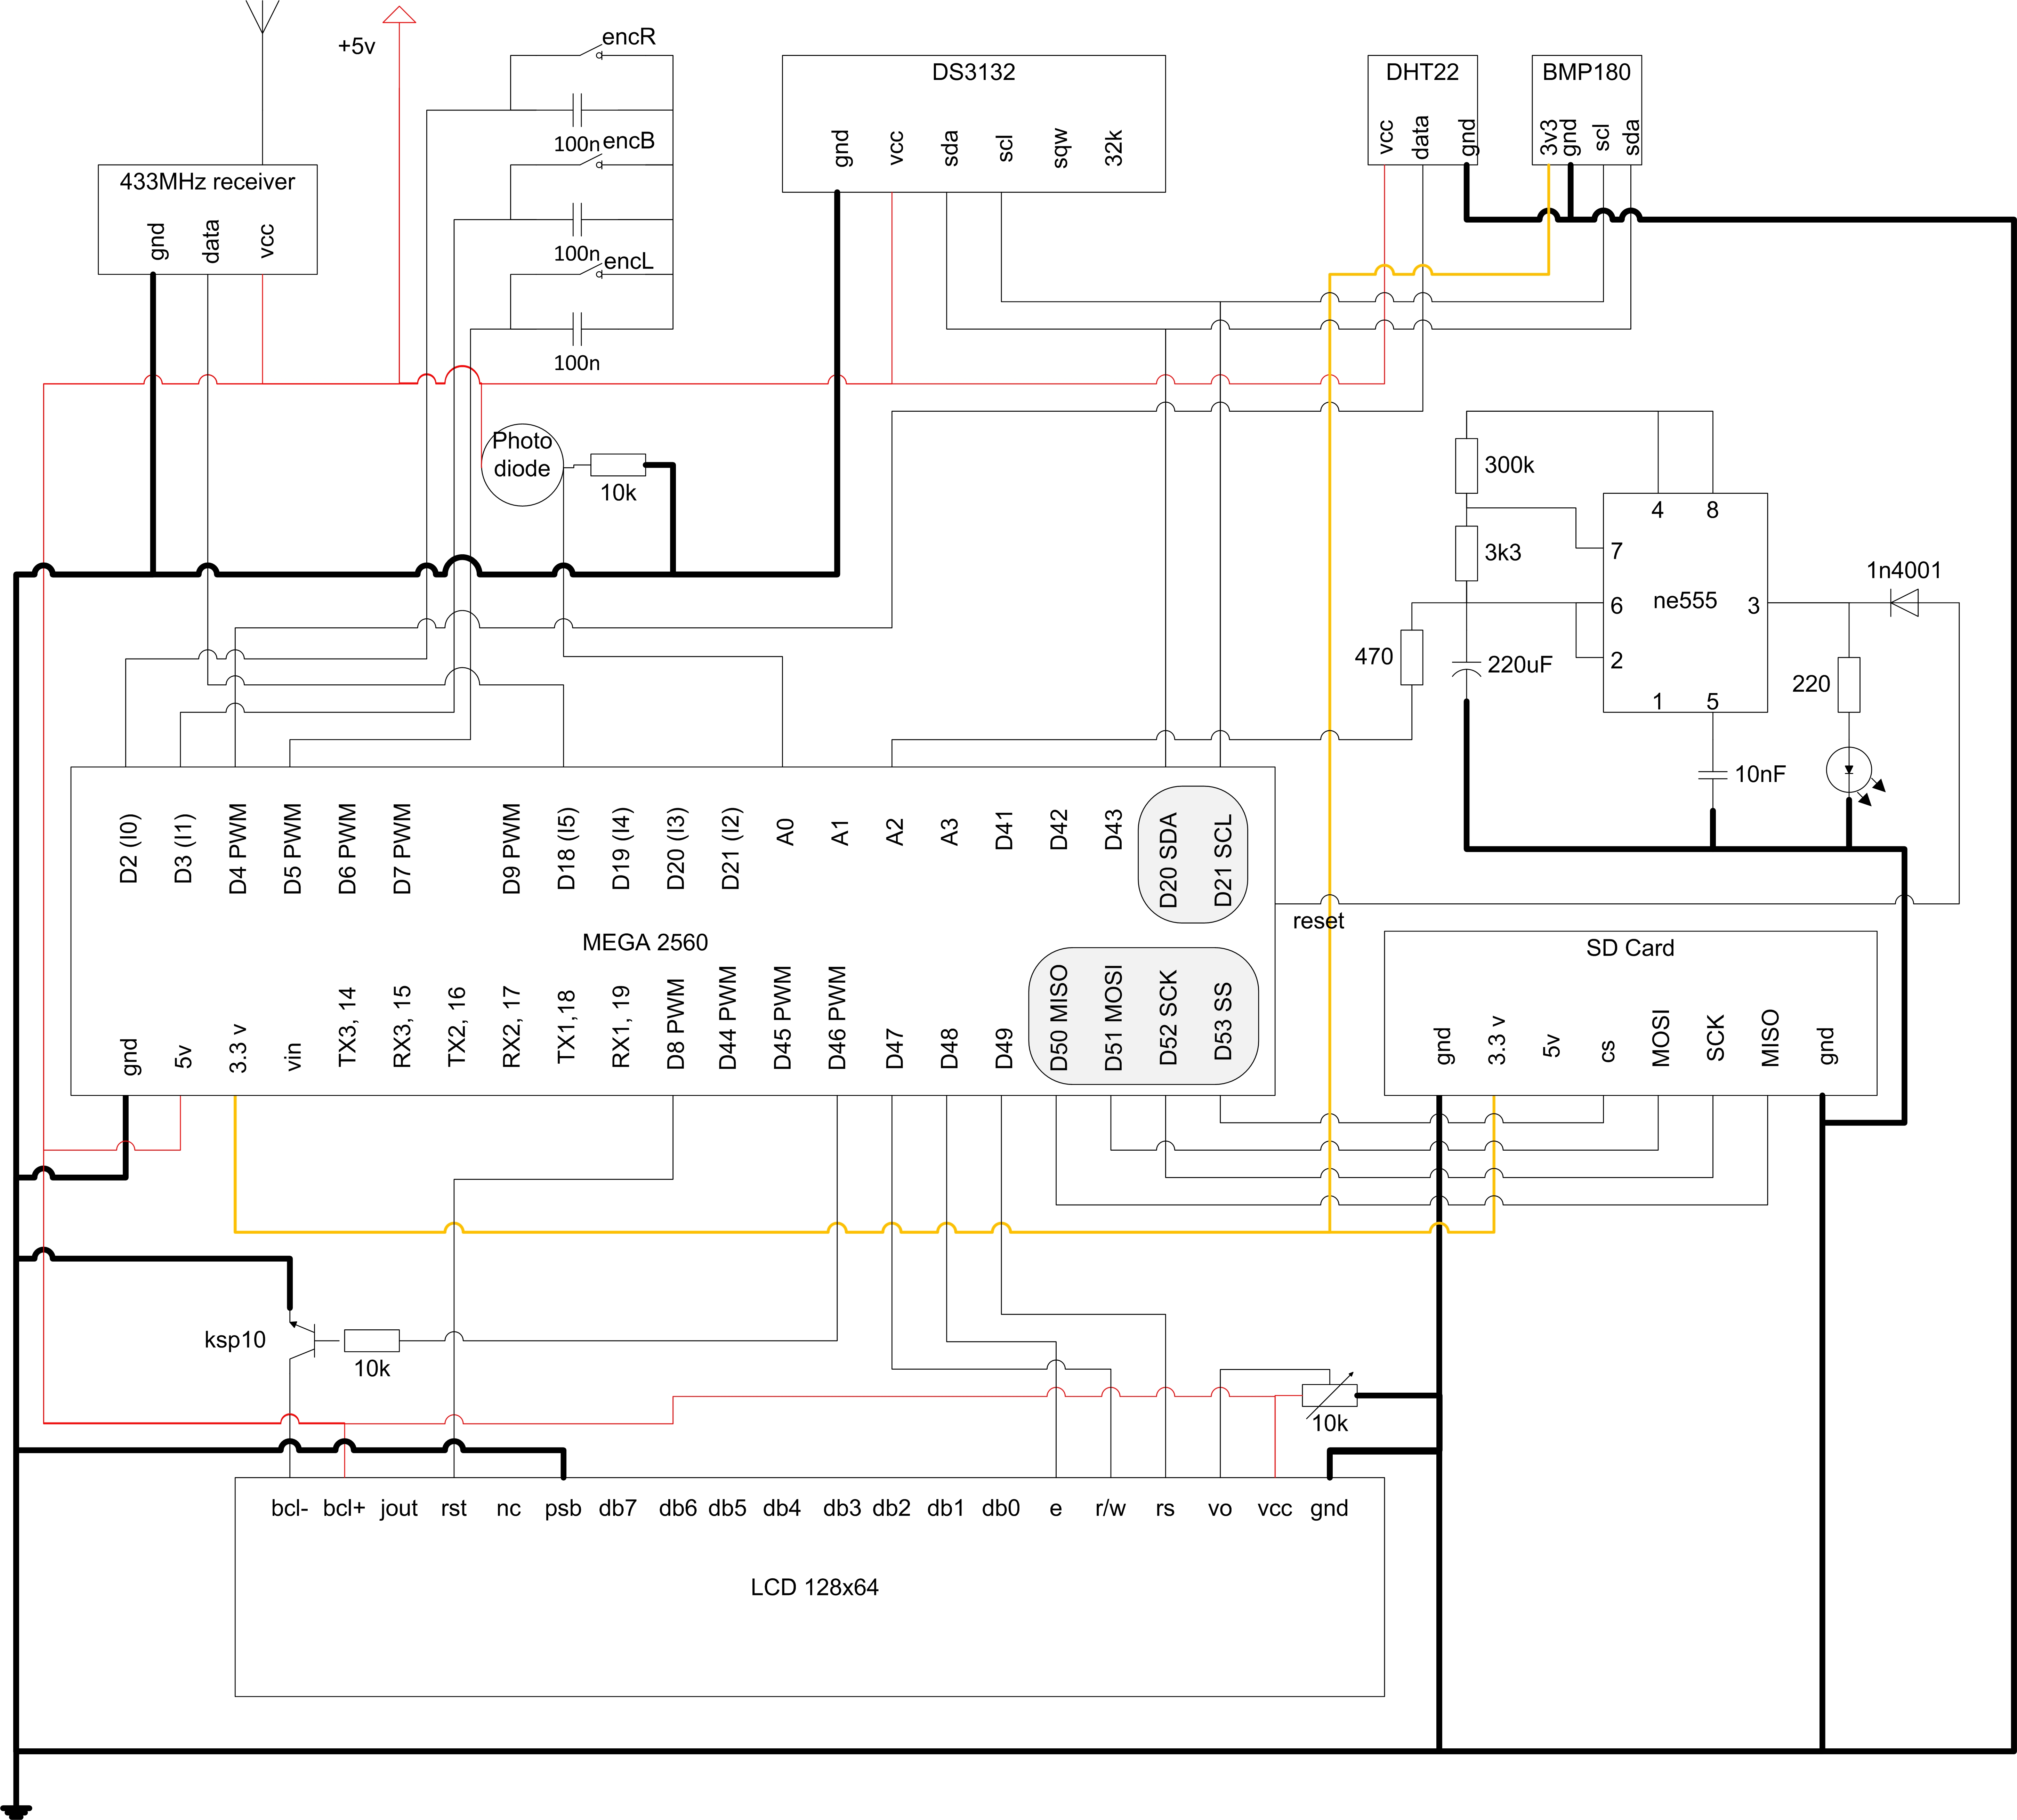 encR
+5v
DS3132
DHT22
BMP180
gnd
vcc
sda
scl
sqw
32k
vcc
data
gnd
3v3
gnd
scl
sda
100n
encB
433MHz receiver
gnd
data
vcc
100n
encL
100n
Photo
diode
10k
300k
4
8
3k3
7
1n4001
ne555
6
3
470
220uF
2
220
1
5
10nF
D2 (I0)
D3 (I1)
D4 PWM
D5 PWM
D6 PWM
D7 PWM
D9 PWM
D18 (I5)
D19 (I4)
D20 (I3)
D21 (I2)
A0
A1
A2
A3
D41
D42
D43
D20 SDA
D21 SCL
reset
MEGA 2560
SD Card
gnd
5v
3.3 v
vin
TX3, 14
RX3, 15
TX2, 16
RX2, 17
TX1,18
RX1, 19
D8 PWM
D44 PWM
D45 PWM
D46 PWM
D47
D48
D49
D50 MISO
D51 MOSI
D52 SCK
D53 SS
gnd
3.3 v
5v
cs
MOSI
SCK
MISO
gnd
ksp10
10k
10k
bcl-
bcl+
jout
rst
nc
psb
db7
db6
db5
db4
db3
db2
db1
db0
e
r/w
rs
vo
vcc
gnd
LCD 128x64